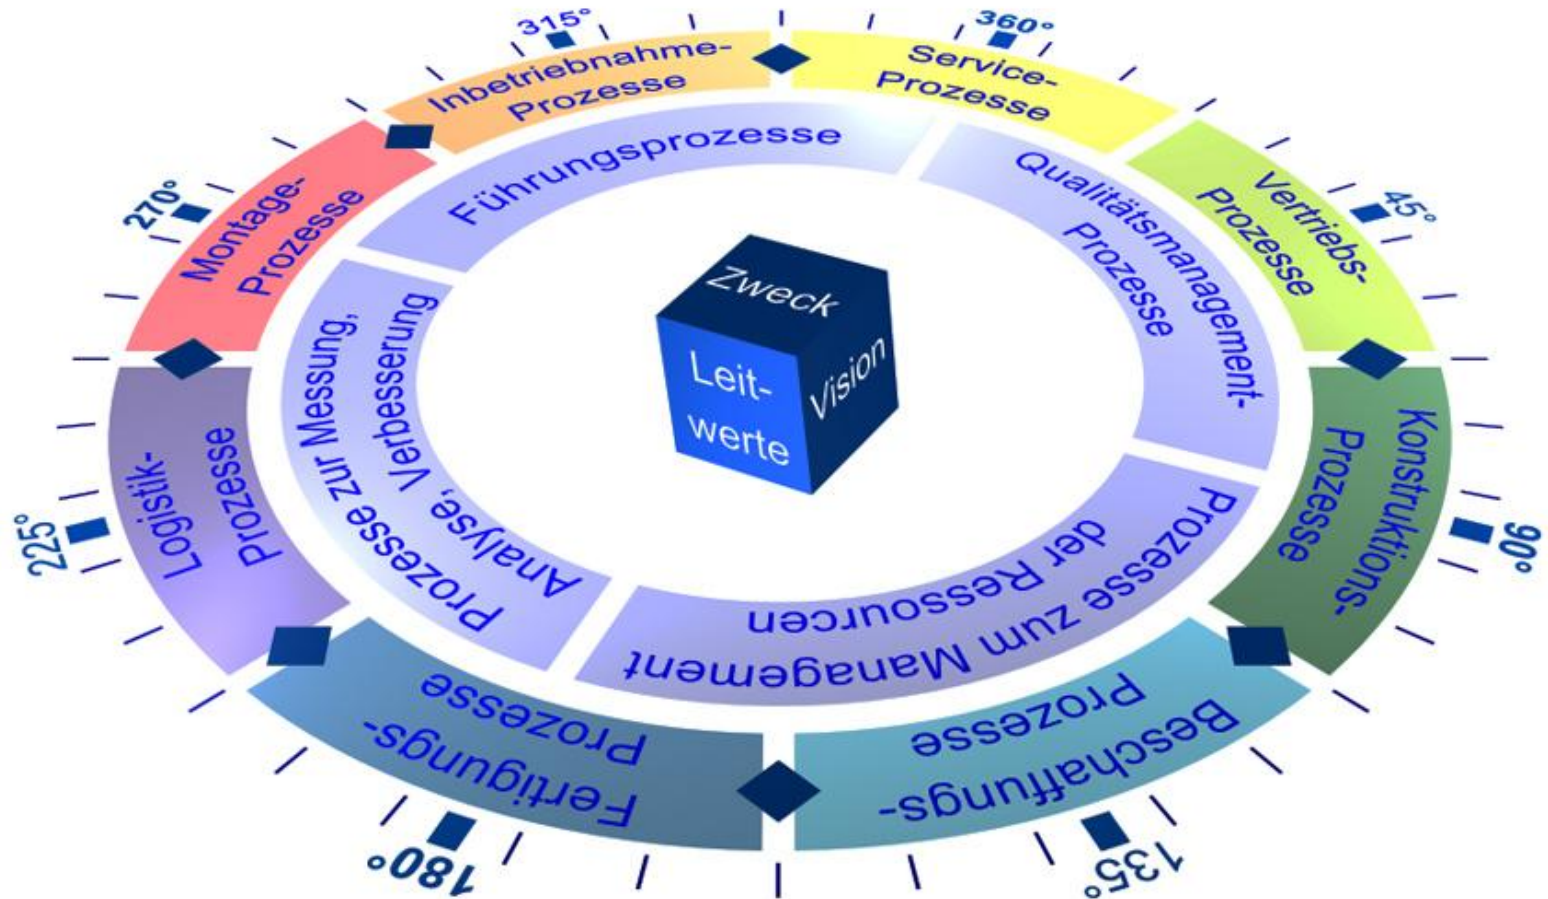 315°
360°
Inbetriebnahme-
Prozesse
Service-
Prozesse
Vertriebs-
Prozesse
45°
Konstruktions-
Prozesse
90°
Beschaffungs-
Prozesse
135°
Fertigungs-
Prozesse
180°
Logistik-
Prozesse
225°
Montage-
Prozesse
270°
Führungsprozesse
Qualitätsmanagement-
Prozesse
Prozesse zum Management
der Ressourcen
Prozesse zur Messung,
Analyse, Verbesserung
Zweck
Leit-
werte
Vision